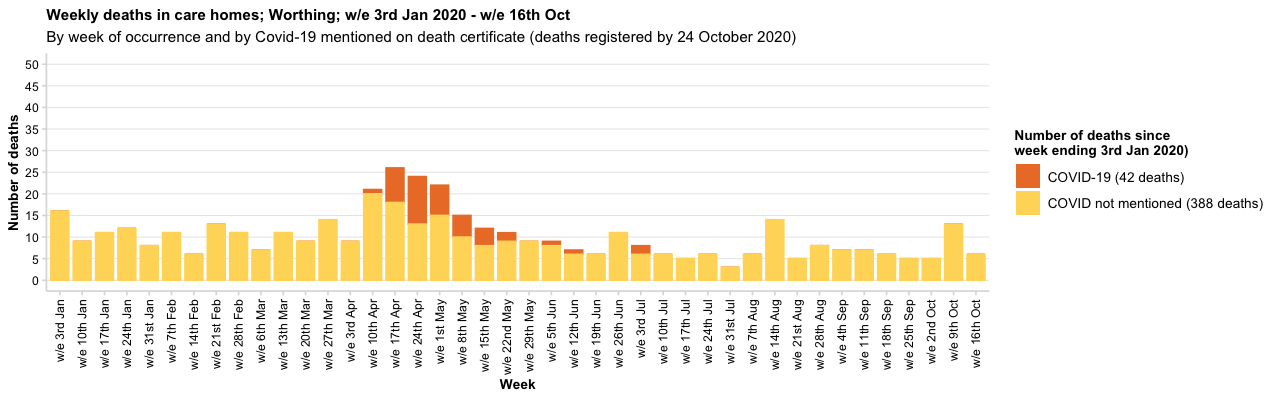 Weekly deaths in care homes; Worthing; w/e 3rd Jan 2020 - w/e 16th Oct
By week of occurrence and by Covid-19 mentioned on death certificate (deaths registered by 24 October 2020)
50
45
40
35
30
25
20
15
10
5
0
Number of deaths
w/e 3rd Jan
w/e 10th Jan
w/e 17th Jan
w/e 24th Jan
w/e 31st Jan
w/e 7th Feb
w/e 14th Feb
w/e 21st Feb
w/e 28th Feb
w/e 6th Mar
w/e 13th Mar
w/e 20th Mar
w/e 27th Mar
w/e 3rd Apr
w/e 10th Apr
w/e 17th Apr
w/e 24th Apr
w/e 1st May
w/e 8th May
w/e 15th May
w/e 22nd May
w/e 29th May
w/e 5th Jun
w/e 12th Jun
w/e 19th Jun
w/e 26th Jun
w/e 3rd Jul
w/e 10th Jul
w/e 17th Jul
w/e 24th Jul
w/e 31st Jul
w/e 7th Aug
w/e 14th Aug
w/e 21st Aug
w/e 28th Aug
w/e 4th Sep
w/e 11th Sep
w/e 18th Sep
w/e 25th Sep
w/e 2nd Oct
w/e 9th Oct
w/e 16th Oct
Week
Number of deaths since
week ending 3rd Jan 2020)
COVID-19 (42 deaths)
COVID not mentioned (388 deaths)